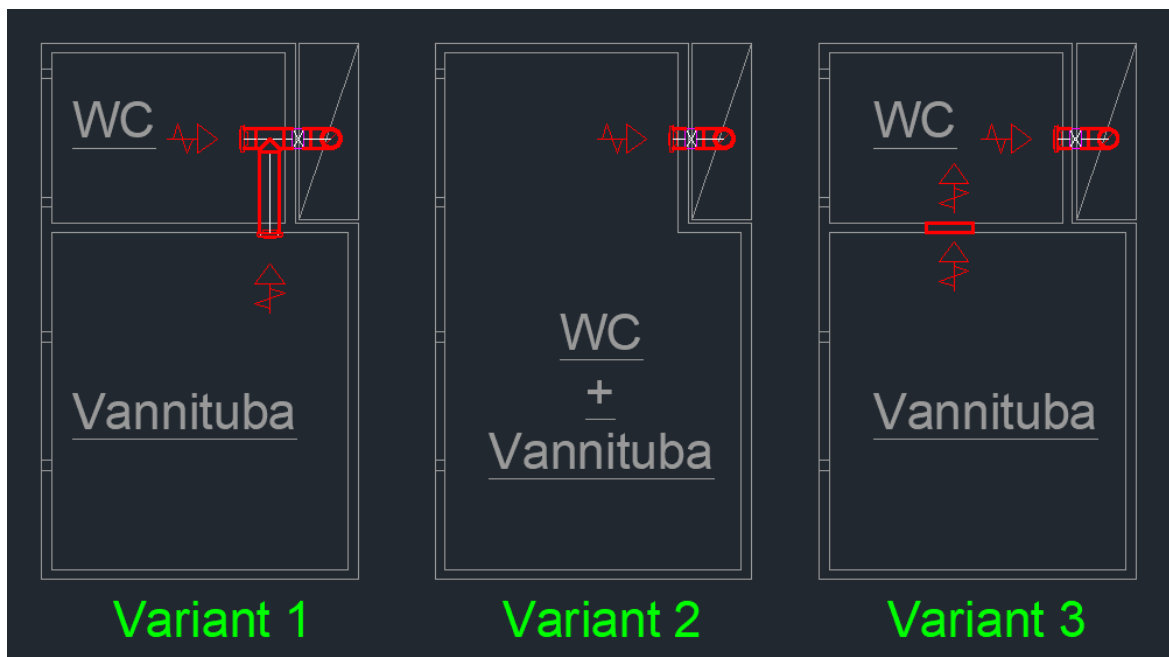 WC
Vannituba
Variant 1
WC
+
Vannituba
Variant 2
WC
Vannituba
Variant 3